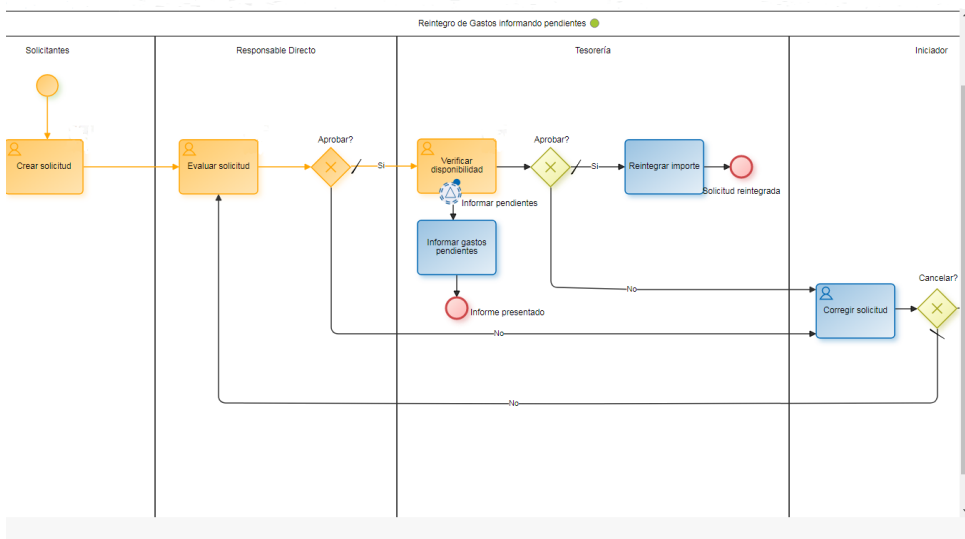 Reintegro de Gastos informando pendientes
Solicitantes
Responsable Directo
Tesorería
Iniciador
Crear solicitud
Evaluar solicitud
Aprobar?
Si
Verificar
disponibilidad
Informar pendientes
Aprobar?
Si
Reintegrar importe
Solicitud reintegrada
Informar gastos
pendientes
Informe presentado
No
No
Corregir solicitud
Cancelar?
No